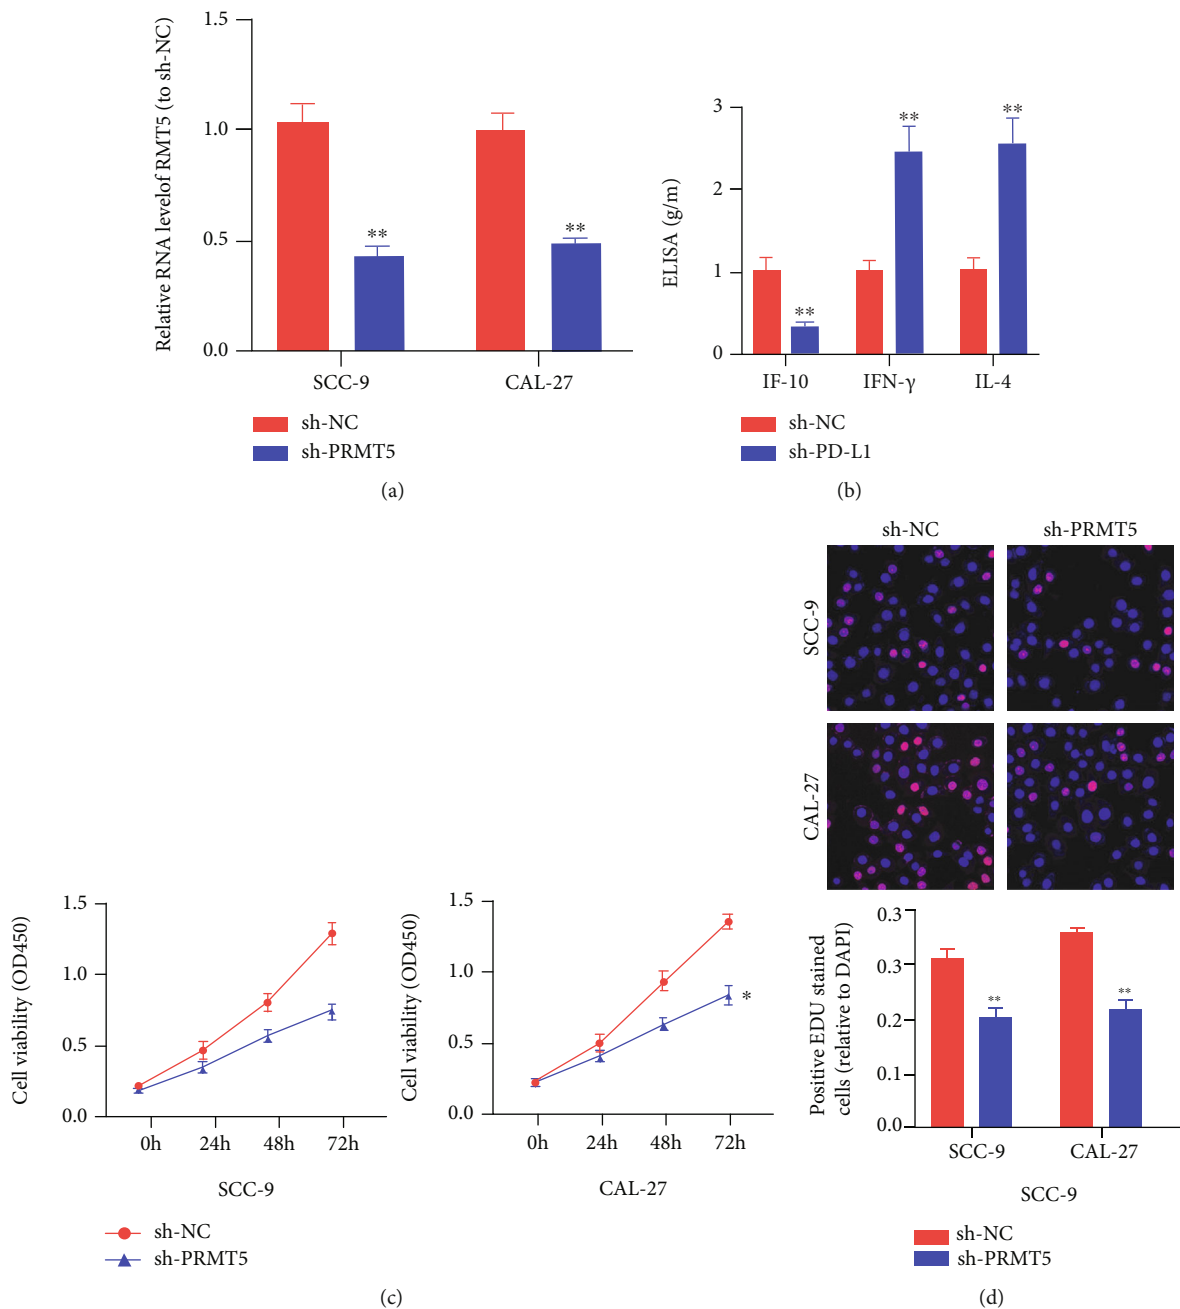 Relative RNA levelof RMT5 (to sh-NC)
1.5
1.0
0.5
0.0
**
**
SCC-9
CAL-27
sh-NC
sh-PRMT5
(a)
ELISA (g/m)
3
2
1
0
**
**
**
IF-10
IFN-γ
IL-4
sh-NC
sh-PD-L1
(b)
Cell viability (OD450)
1.5
1.0
0.5
0.0
0h
24h
48h
72h
SCC-9
Cell viability (OD450)
1.5
1.0
0.5
0.0
*
0h
24h
48h
72h
CAL-27
sh-NC
sh-PRMT5
(c)
sh-NC
sh-PRMT5
SCC-9
CAL-27
Positive EDU stained
cells (relative to DAPI)
0.3
0.3
0.2
0.1
0.0
**
**
SCC-9
CAL-27
SCC-9
sh-NC
sh-PRMT5
(d)